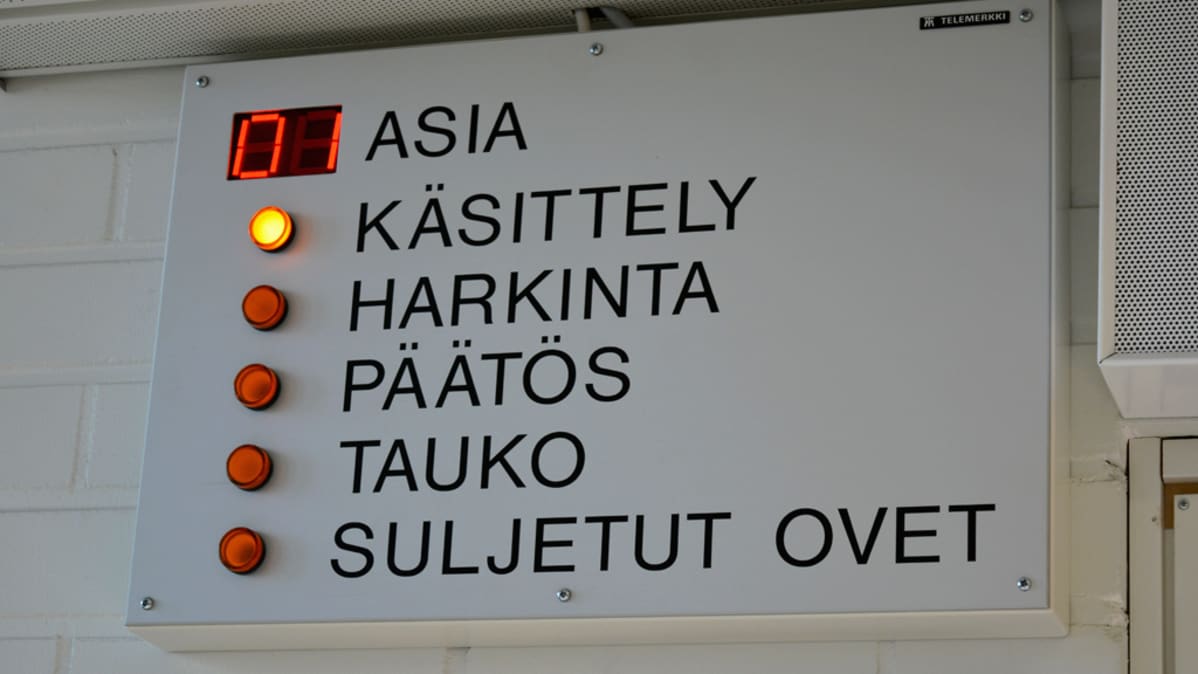 TELEMERKKI
01 ASIA
KÄSITTELY
HARKINTA
PÄÄTÖS
TAUKO
SULJETUT OVET